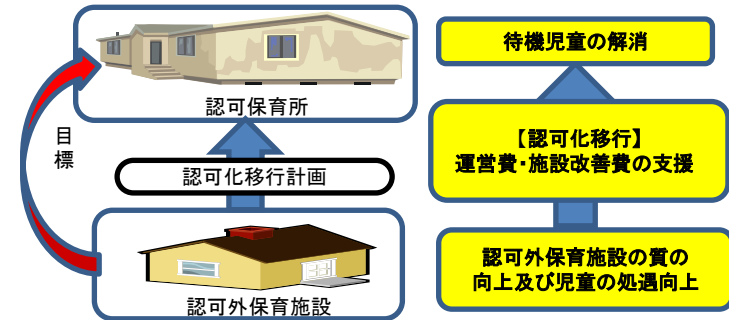 認可保育所
目標
認可化移行計画
認可外保育施設
待機児童の解消
【認可化移行】
運営費・施設改善費の支援
認可外保育施設の質の
向上及び児童の処遇向上